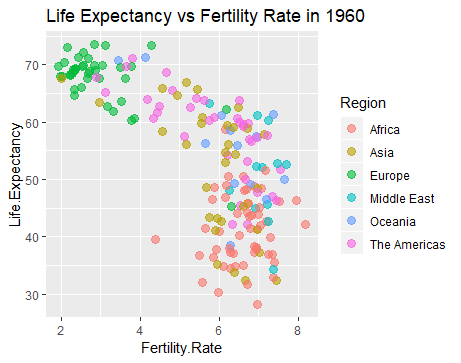 Life Expectancy vs Fertility Rate in 1960
Life.Expectancy
70
60
50
40
30
2
4
6
8
Fertility.Rate
Region
Africa
Asia
Europe
Middle East
Oceania
The Americas